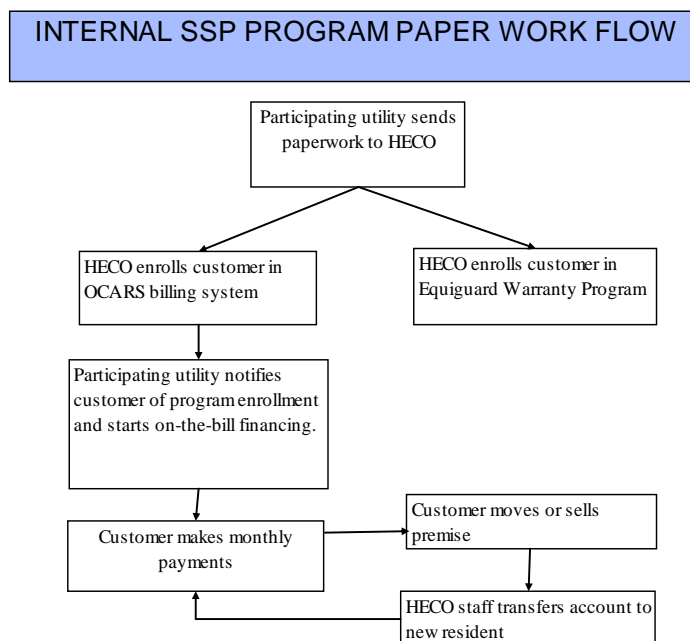 INTERNAL SSP PROGRAM PAPER WORK FLOW
Participating utility sends
paperwork to HECO
HECO enrolls customer in
OCARS billing system
HECO enrolls customer in
Equiguard Warranty Program
Participating utility notifies
customer of program enrollment
and starts on-the-bill financing.
Customer makes monthly
payments
Customer moves or sells
premise
HECO staff transfers account to
new resident